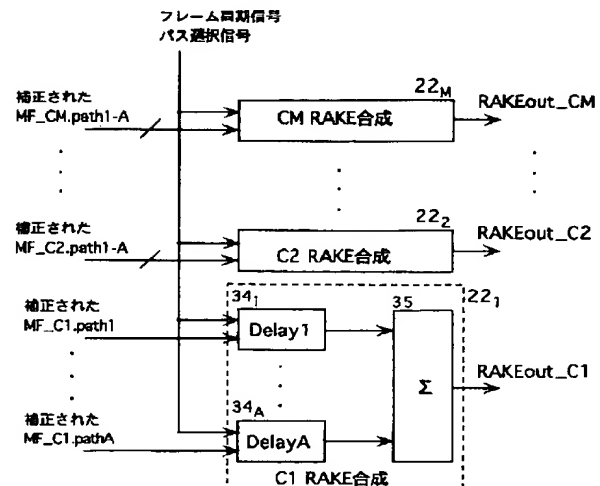 フレーム同期信号
パス選択信号
補正された
MF_CM.path1-A
22M
CM RAKE合成
RAKEout_CM
補正された
MF_C2.path1-A
222
C2 RAKE合成
RAKEout_C2
補正された
MF_C1.path1
341
Delay1
35
221
Σ
RAKEout_C1
補正された
MF_C1.pathA
34A
DelayA
C1 RAKE合成